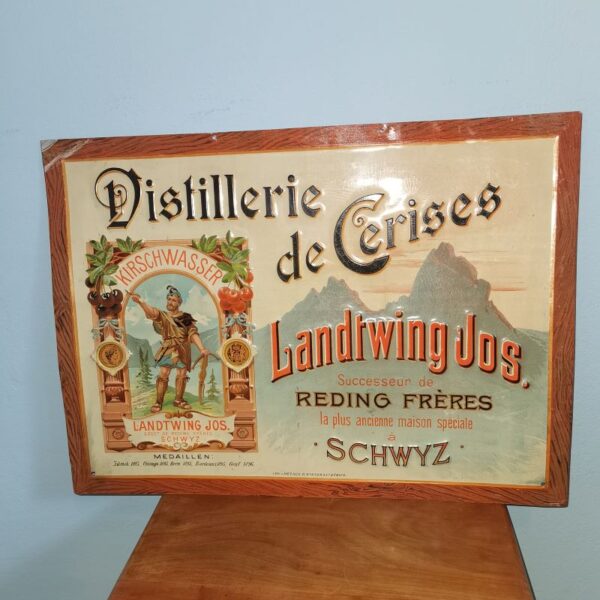 Distillerie
de Cerises
KIRSCHWASSER
LANDTWING JOS.
SCHWYZ
MEDAILLEN:
Landtwing Jos.
Successeur de
REDING FRÈRES
la plus ancienne maison spéciale
à
· SCHWYZ ·